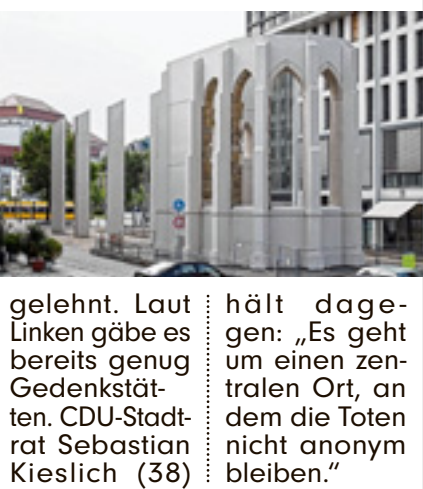 gelehnt. Laut
Linken gäbe es
bereits genug
Gedenkstät-
ten. CDU-Stadt-
rat Sebastian
Kieslich (38)
hält dage-
gen: „Es geht
um einen zen-
tralen Ort, an
dem die Toten
nicht anonym
bleiben.“